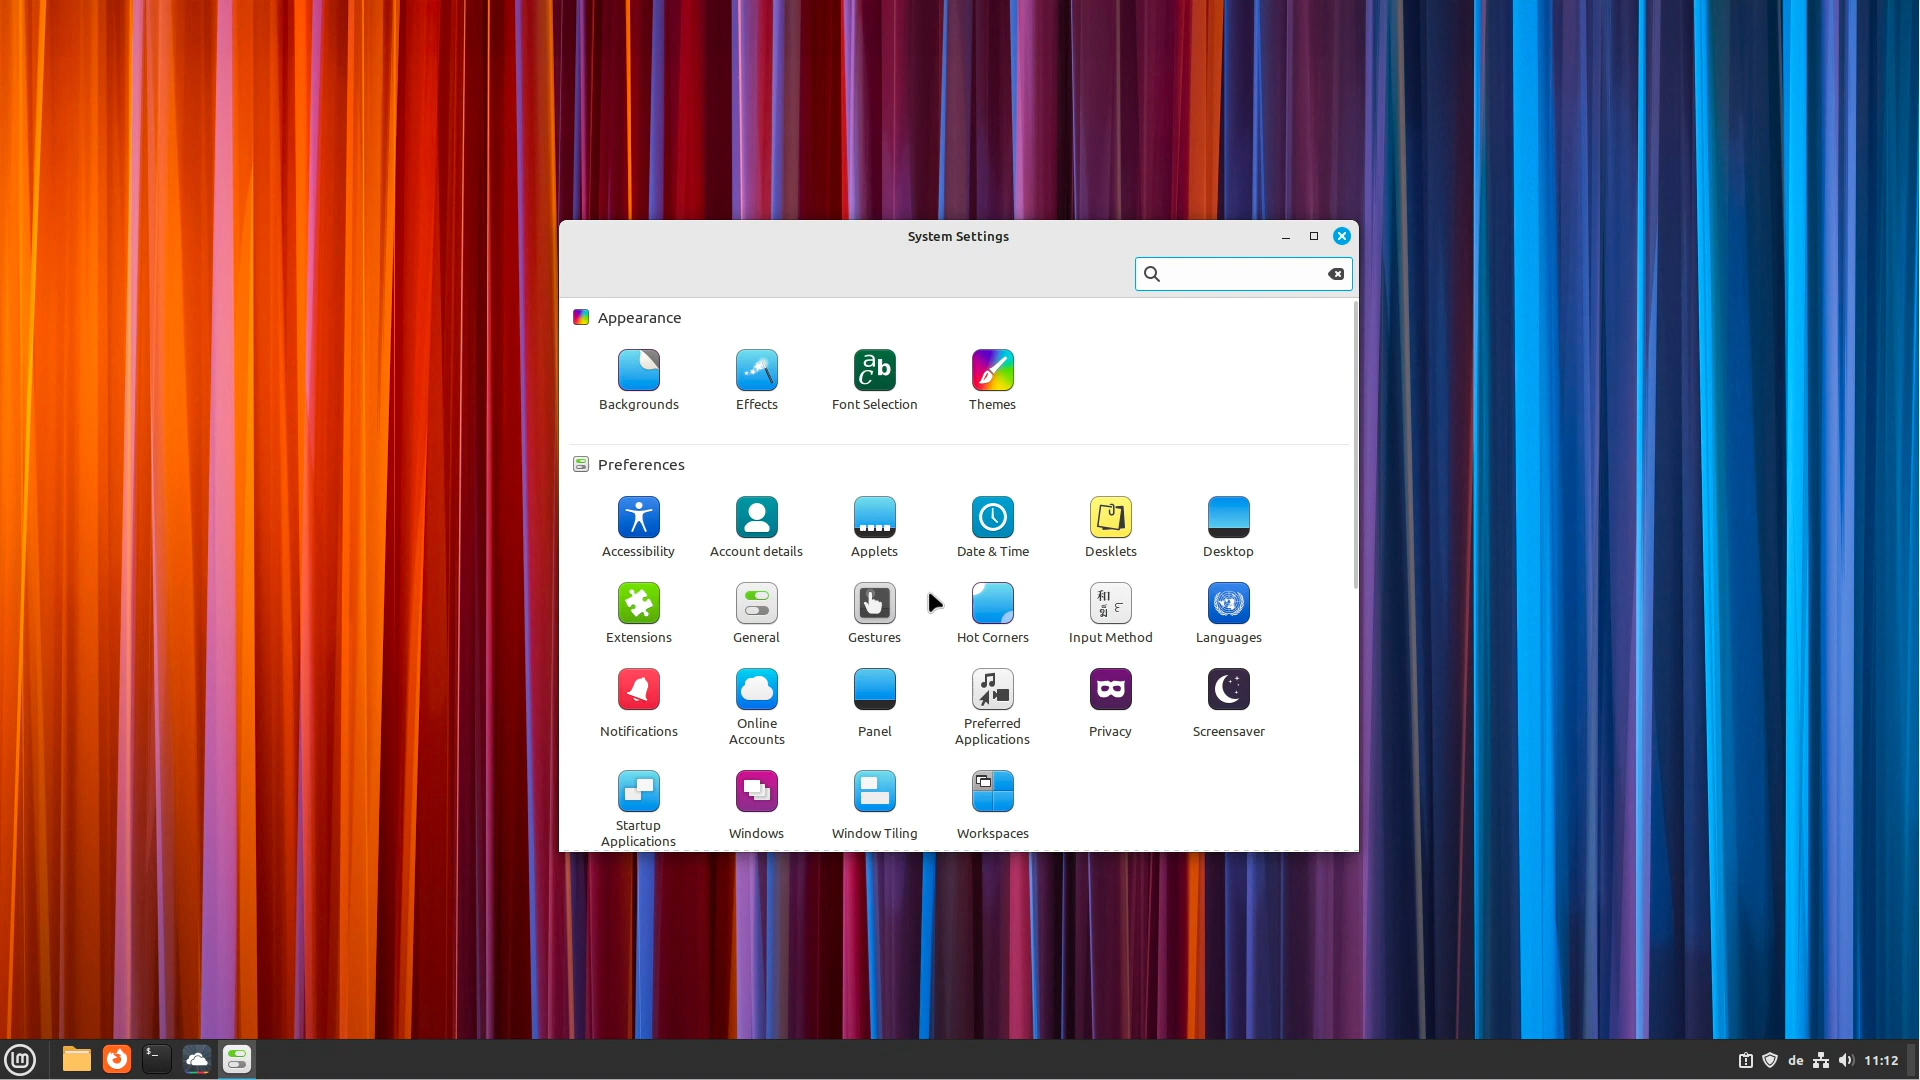 System Settings
Appearance
Backgrounds
Effects
Font Selection
Themes
Preferences
Accessibility
Account details
Applets
Date & Time
Desklets
Desktop
Extensions
General
Gestures
Hot Corners
Input Method
Languages
Notifications
Online
Accounts
Panel
Preferred
Applications
Privacy
Screensaver
Startup
Applications
Windows
Window Tiling
Workspaces
de
11:12